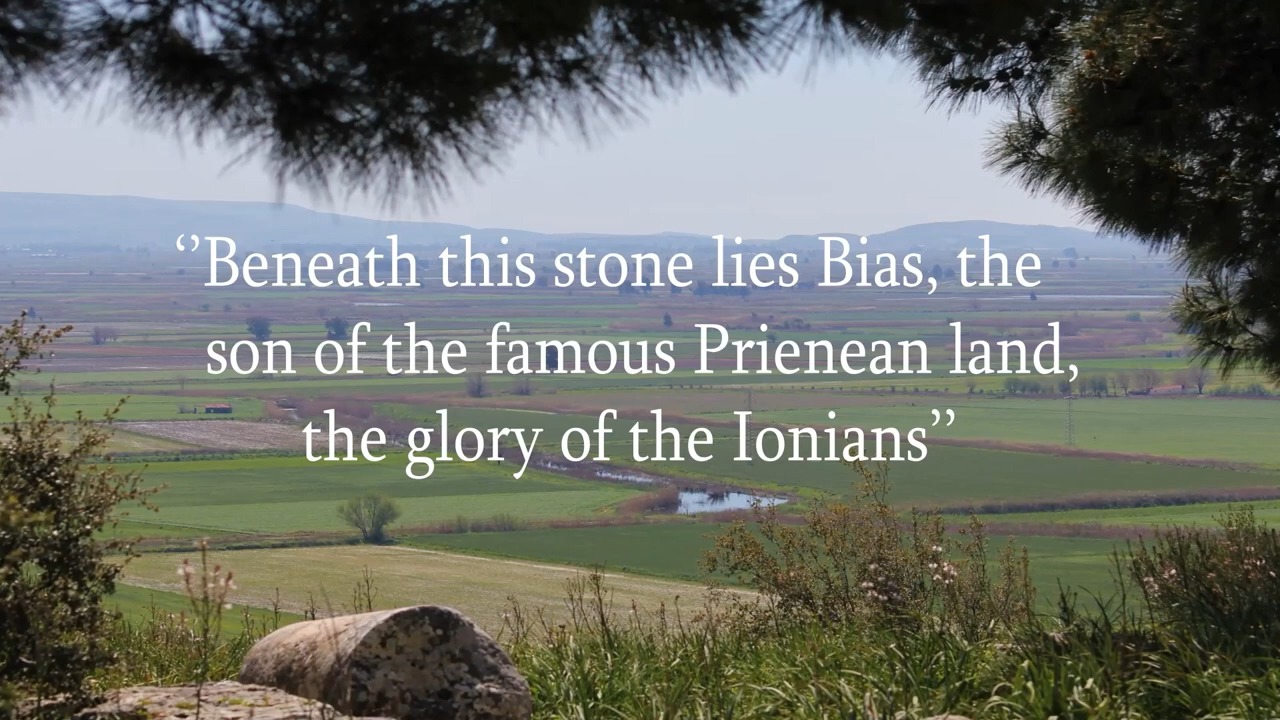 ‘’Beneath this stone lies Bias, the
son of the famous Prienean land,
the glory of the Ionians’’